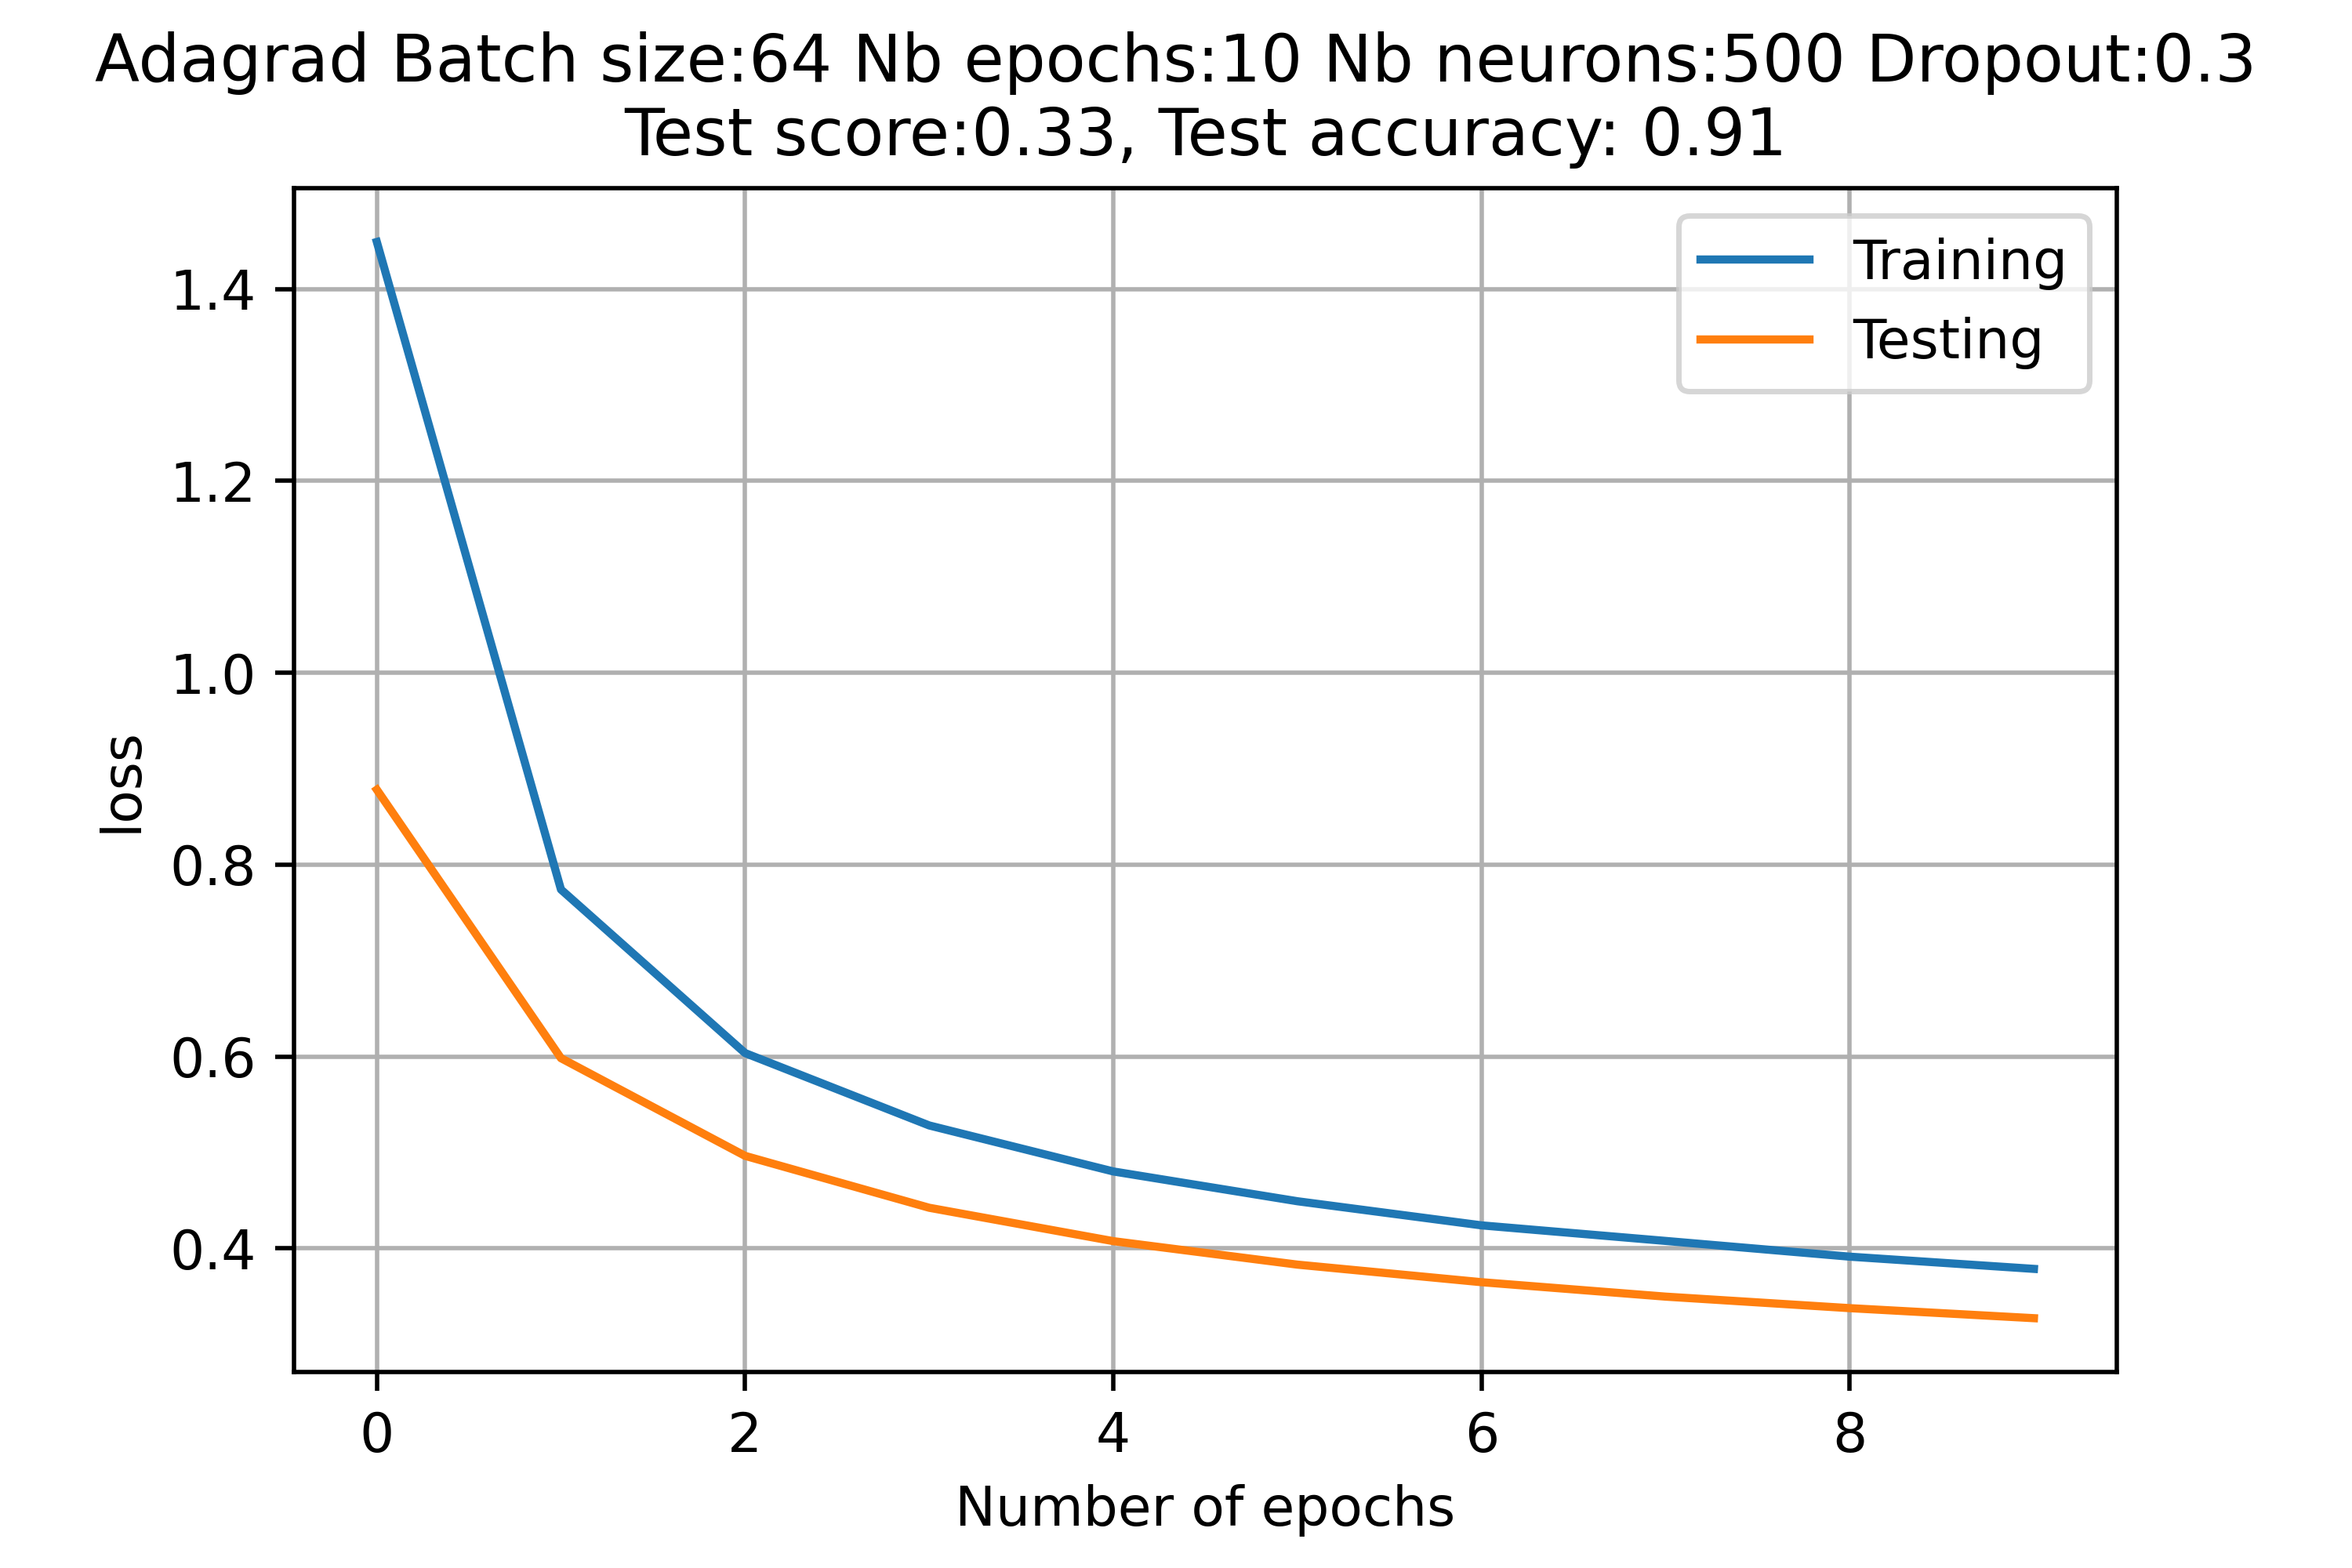 Adagrad Batch size:64 Nb epochs:10 Nb neurons:500 Dropout:0.3
Test score:0.33, Test accuracy: 0.91
Training
Testing
1.4
1.2
1.0
0.8
0.6
0.4
loss
0 2 4 6 8
Number of epochs